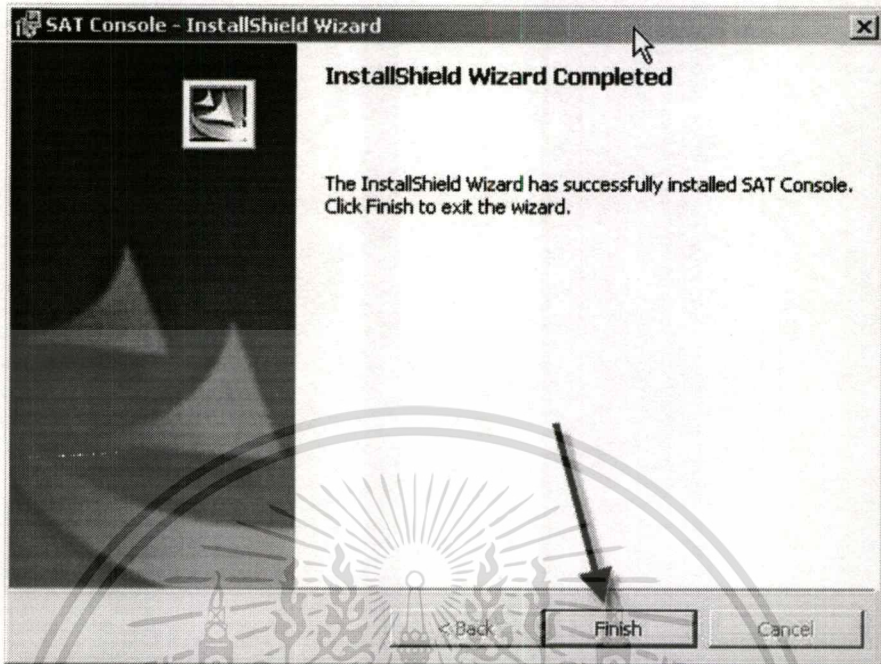 SAT Console - InstallShield Wizard
InstallShield Wizard Completed
The InstallShield Wizard has successfully installed SAT Console.
Click Finish to exit the wizard.
< Back
Finish
Cancel